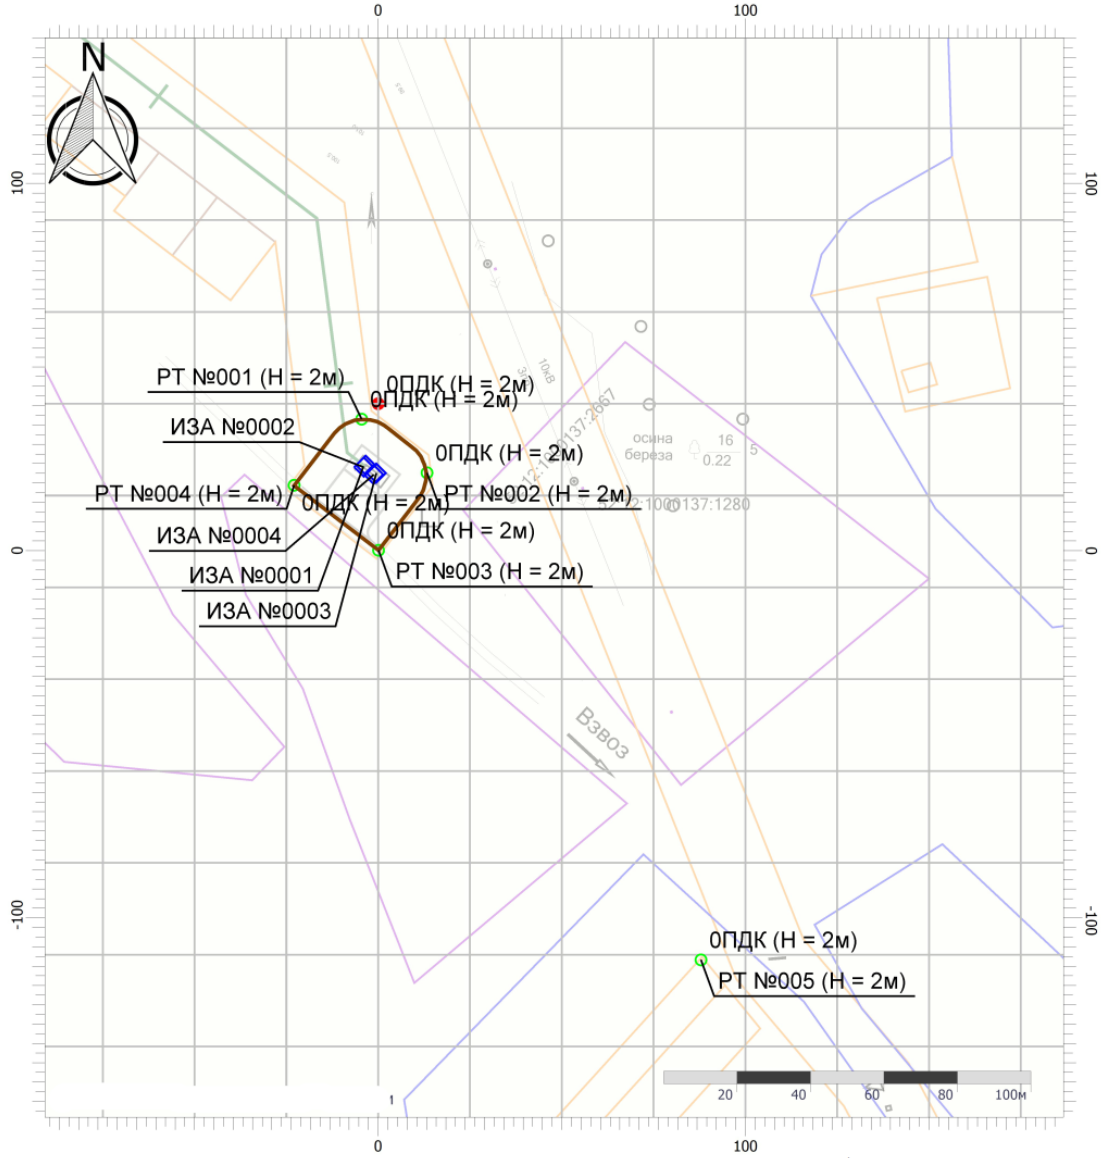 0
100
N
100
100
10кВ
РТ №001 (Н = 2м)
0ПДК (Н = 2м)
0ПДК (Н = 2м)
ИЗА №0002
осина
береза
16
0.22
5
0ПДК (Н = 2м)
РТ №004 (Н = 2м)
0ПДК (Н = 2м)
РТ №002 (Н = 2м)
ИЗА №0004
0ПДК (Н = 2м)
0
0
ИЗА №0001
РТ №003 (Н = 2м)
ИЗА №0003
Взвоз
-100
-100
0ПДК (Н = 2м)
РТ №005 (Н = 2м)
20
40
60
80
100м
1
0
100